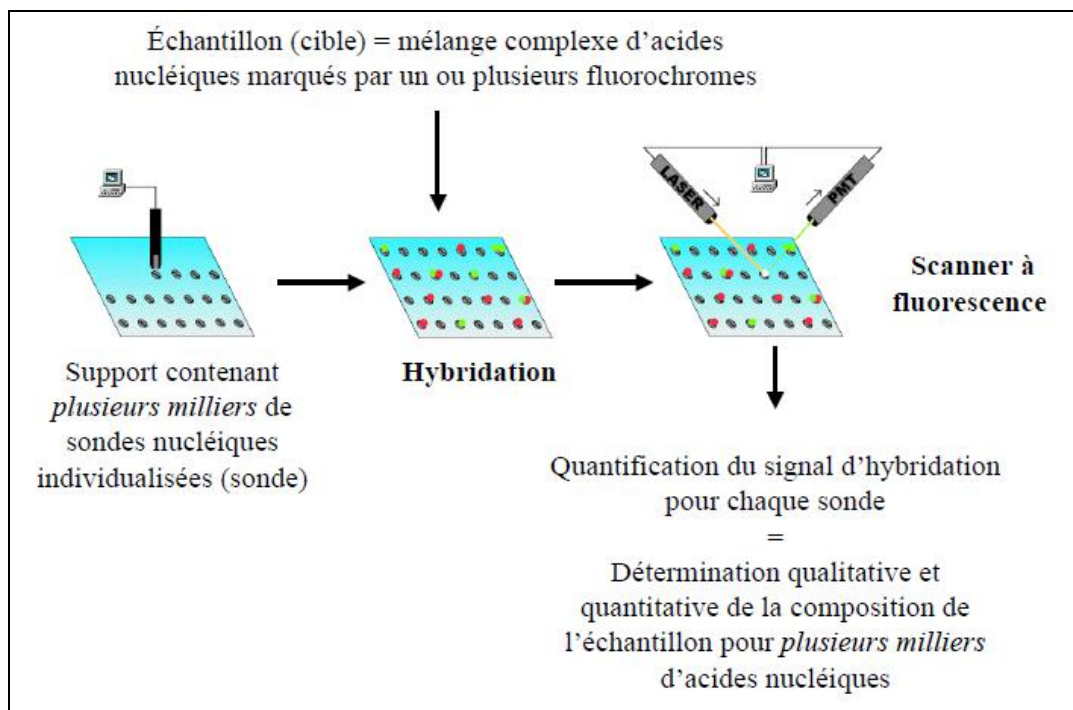 Échantillon (cible) = mélange complexe d’acides
nucléiques marqués par un ou plusieurs fluorochromes
LASER
PMT
Scanner à
fluorescence
Support contenant
plusieurs milliers de
sondes nucléiques
individualisées (sonde)
Hybridation
Quantification du signal d’hybridation
pour chaque sonde
=
Détermination qualitative et
quantitative de la composition de
l’échantillon pour plusieurs milliers
d’acides nucléiques